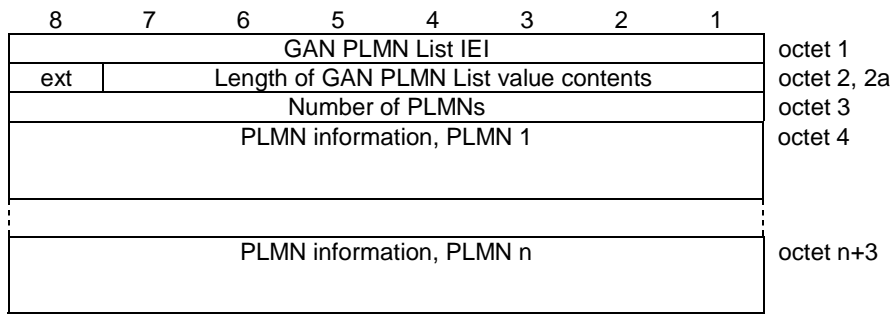 8 7 6 5 4 3 2 1
GAN PLMN List IEI octet 1
ext Length of GAN PLMN List value contents octet 2, 2a
Number of PLMNs octet 3
PLMN information, PLMN 1 octet 4
PLMN information, PLMN n octet n+3